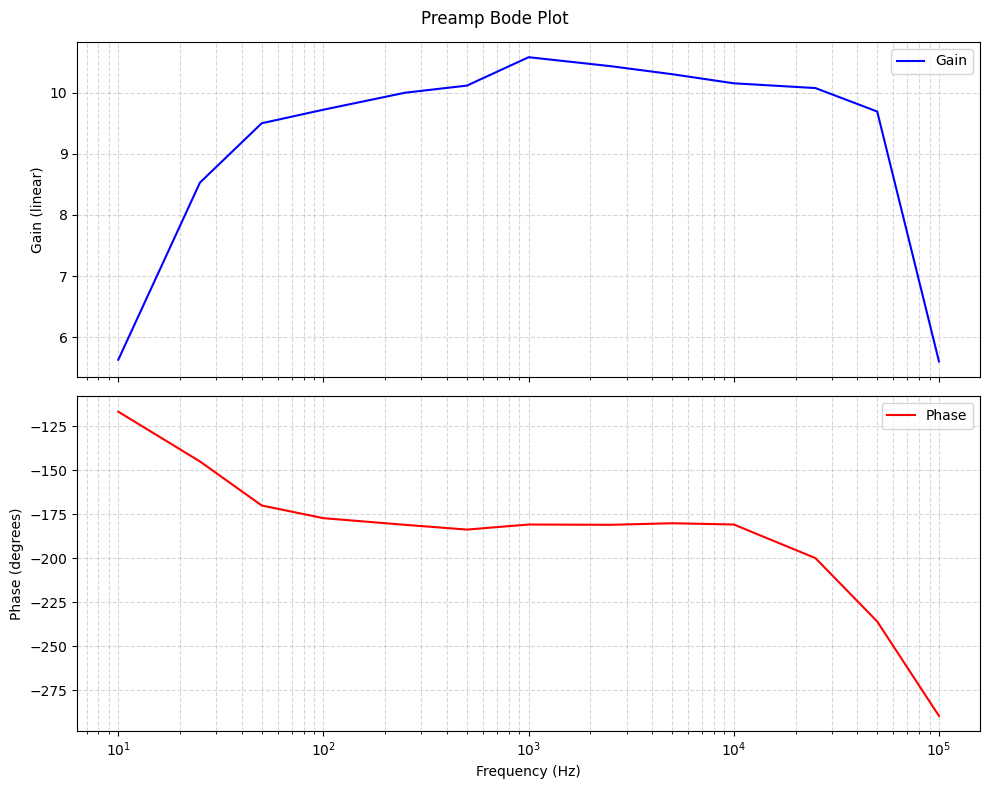 Preamp Bode Plot
Gain
10
9
8
7
6
Gain (linear)
Phase
−125
−150
−175
−200
−225
−250
−275
Phase (degrees)
10¹ 10² 10³ 10⁴ 10⁵
Frequency (Hz)